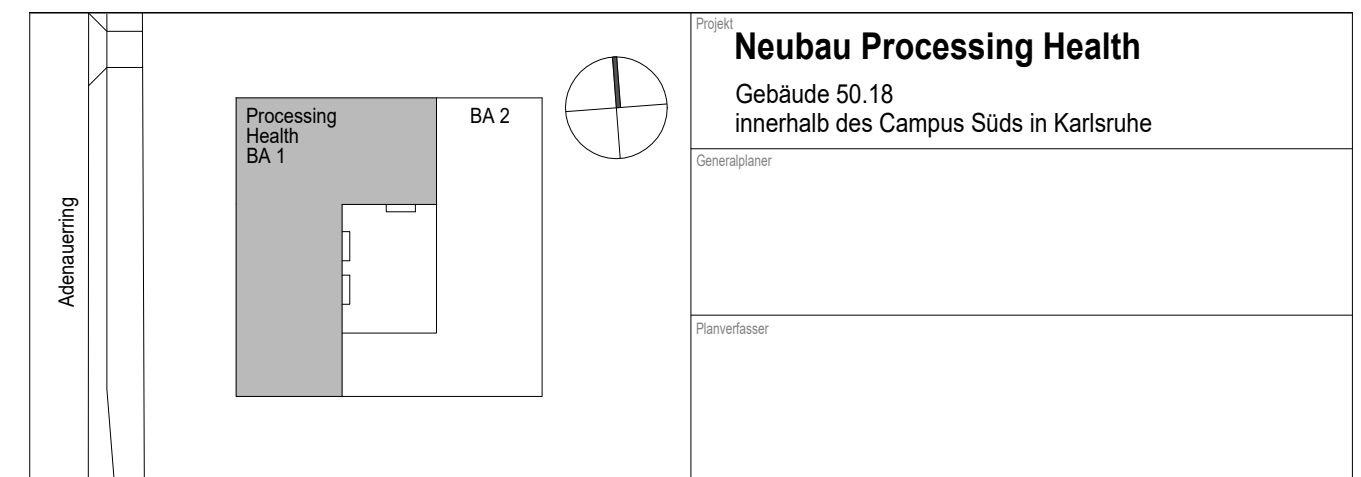 Adenauerring
Processing
Health
BA 1
BA 2
Projekt
Neubau Processing Health
Gebäude 50.18
innerhalb des Campus Süds in Karlsruhe
Generalplaner
Planverfasser